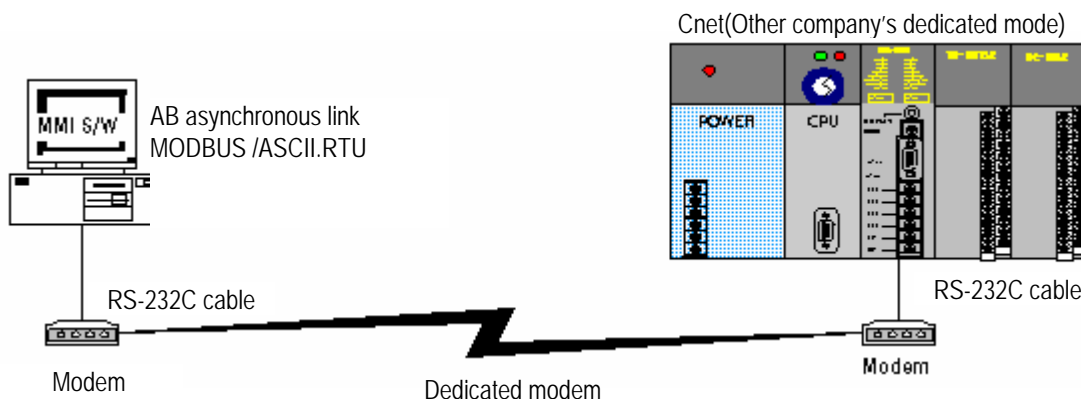 Cnet(Other company's dedicated mode)
MMI S/W
AB asynchronous link
MODBUS /ASCII.RTU
POWER
CPU
RS-232C cable
RS-232C cable
Modem
Dedicated modem
Modem